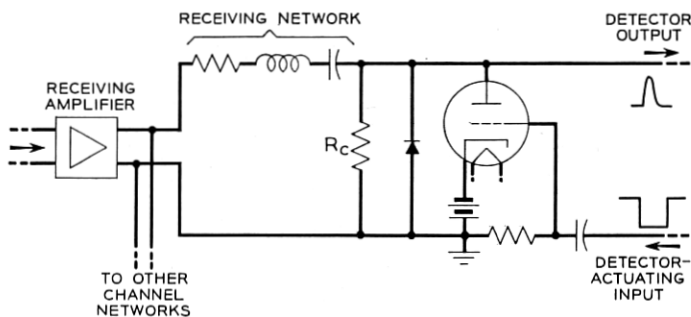 RECEIVING NETWORK
DETECTOR
OUTPUT
RECEIVING
AMPLIFIER
Rc
TO OTHER
CHANNEL
NETWORKS
DETECTOR-
ACTUATING
INPUT